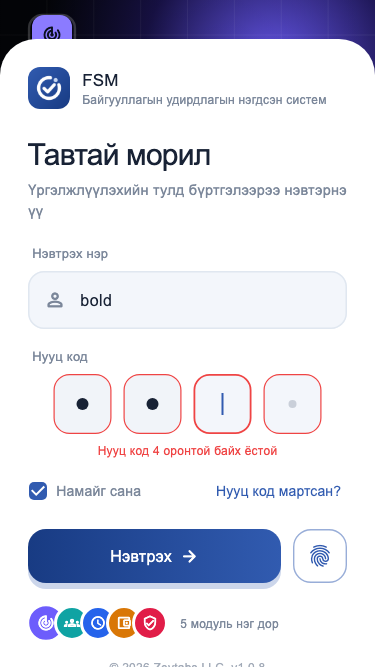 FSM
Байгууллагын удирдлагын нэгдсэн систем
Тавтай морил
Үргэлжлүүлэхийн тулд бүртгэлээрээ нэвтэрнэ
үү
Нэвтрэх нэр
bold
Нууц код
Нууц код 4 оронтой байх ёстой
Намайг сана
Нууц код мартсан?
Нэвтрэх
5 модуль нэг дор
© 2026